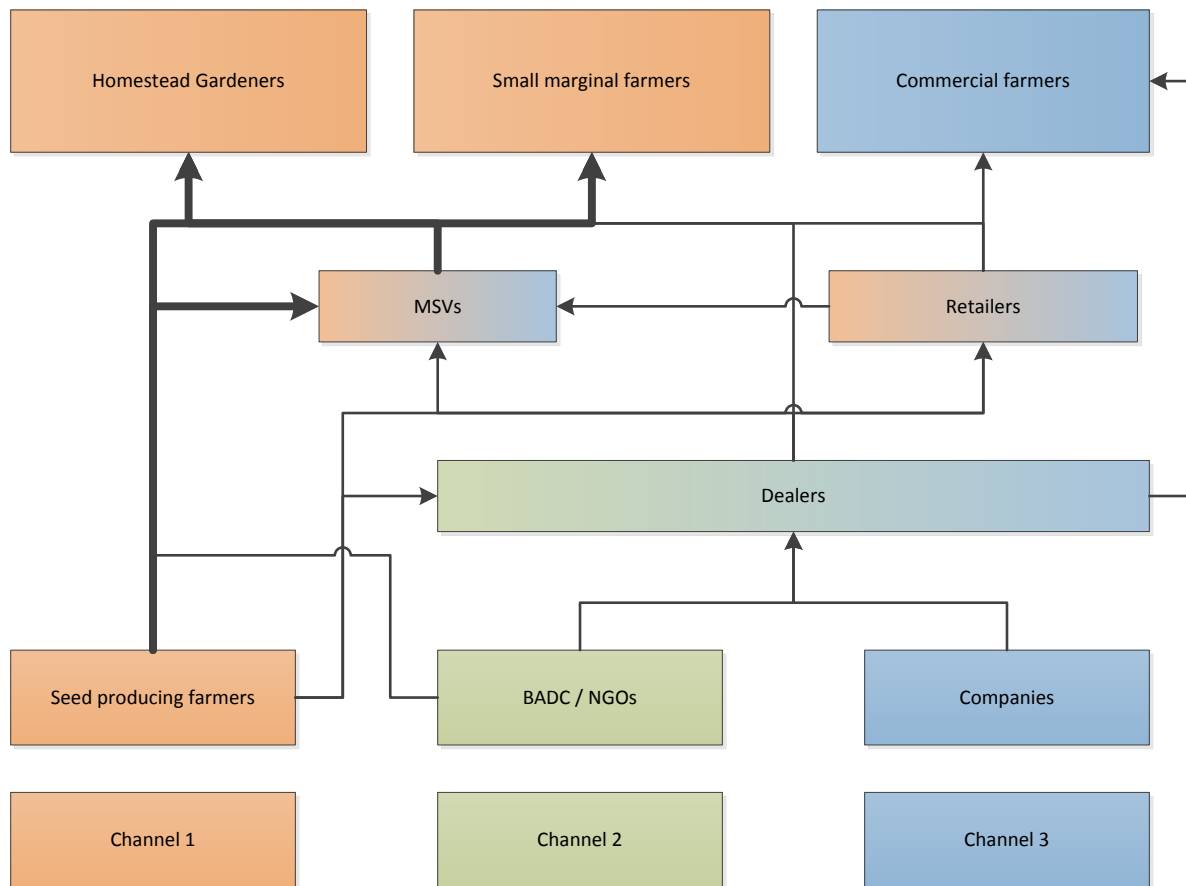 Homestead Gardeners
Small marginal farmers
Commercial farmers
MSVs
Retailers
Dealers
Seed producing farmers
BADC / NGOs
Companies
Channel 1
Channel 2
Channel 3